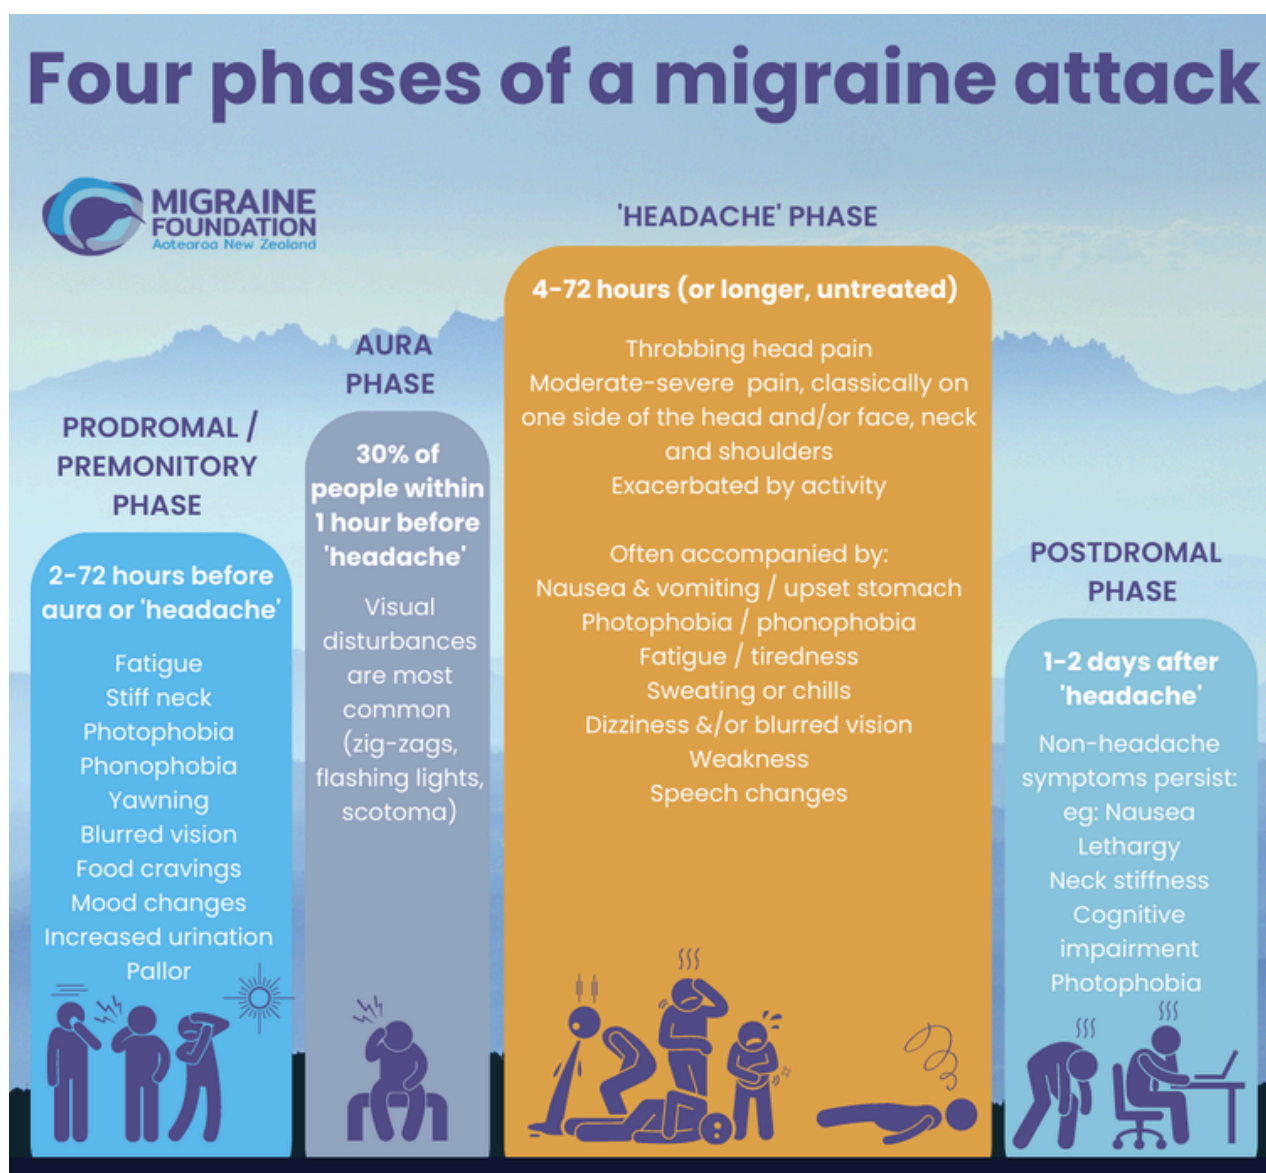 Four phases of a migraine attack
MIGRAINE
FOUNDATION
Aotearoa New Zealand
PRODROMAL /
PREMONITORY
PHASE
2-72 hours before
aura or 'headache'
Fatigue
Stiff neck
Photophobia
Phonophobia
Yawning
Blurred vision
Food cravings
Mood changes
Increased urination
Pallor
AURA
PHASE
30% of
people within
1 hour before
'headache'
Visual
disturbances
are most
common
(zig-zags,
flashing lights,
scotoma)
'HEADACHE' PHASE
4-72 hours (or longer, untreated)
Throbbing head pain
Moderate-severe pain, classically on
one side of the head and/or face, neck
and shoulders
Exacerbated by activity
Often accompanied by:
Nausea & vomiting / upset stomach
Photophobia / phonophobia
Fatigue / tiredness
Sweating or chills
Dizziness &/or blurred vision
Weakness
Speech changes
POSTDROMAL
PHASE
1-2 days after
'headache'
Non-headache
symptoms persist:
eg: Nausea
Lethargy
Neck stiffness
Cognitive
impairment
Photophobia